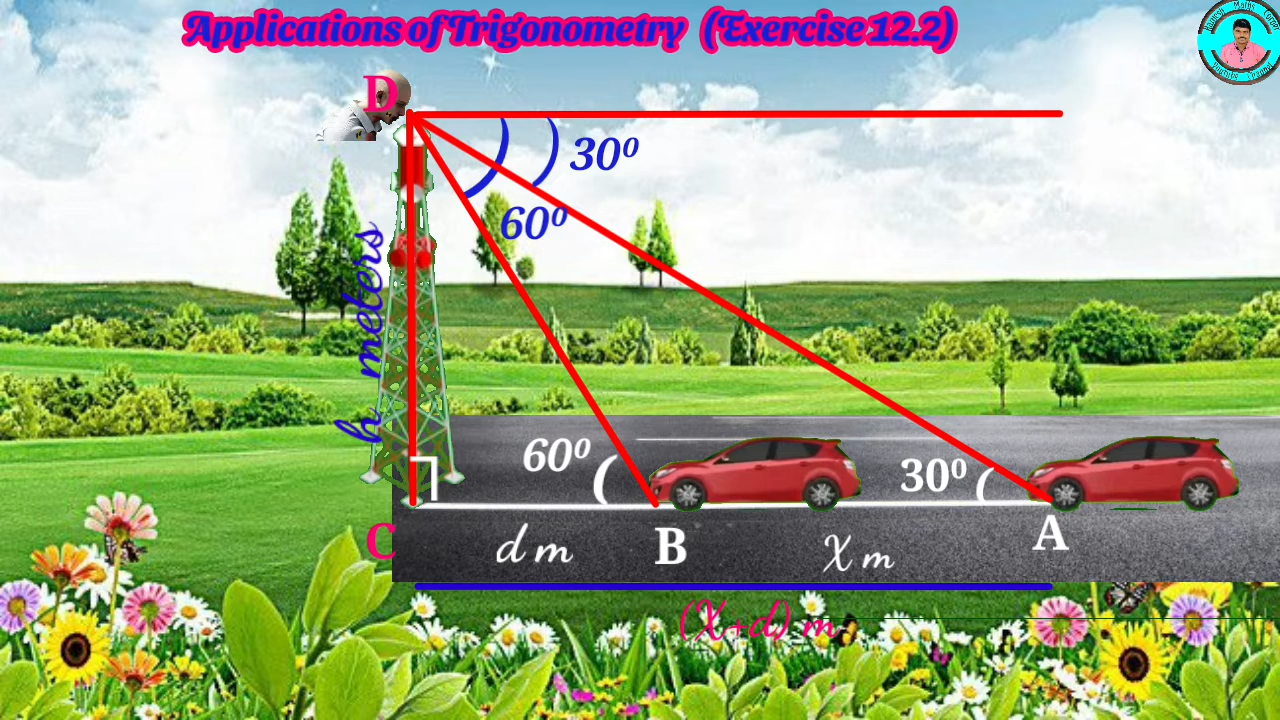 Applications of Trigonometry (Exercise 12.2)
D
30⁰
60⁰
h meters
60⁰
30⁰
C
d m
B
X m
A
(X+d) m